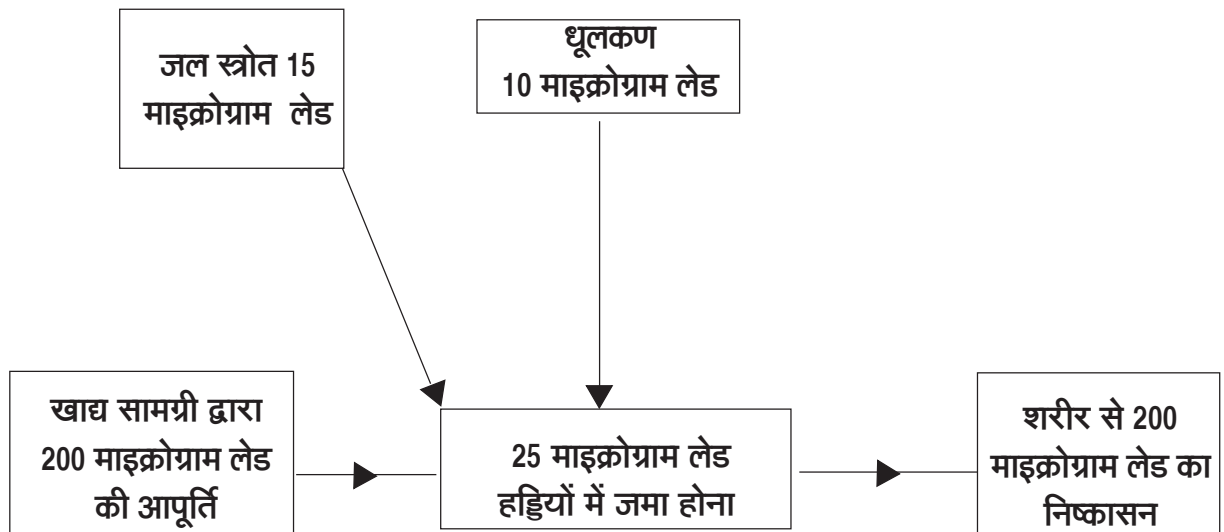 जल स्त्रोत 15
माइक्रोग्राम लेड
धूलकण
10 माइक्रोग्राम लेड
खाद्य सामग्री द्वारा
200 माइक्रोग्राम लेड
की आपूर्ति
25 माइक्रोग्राम लेड
हड्डियों में जमा होना
शरीर से 200
माइक्रोग्राम लेड का
निष्कासन